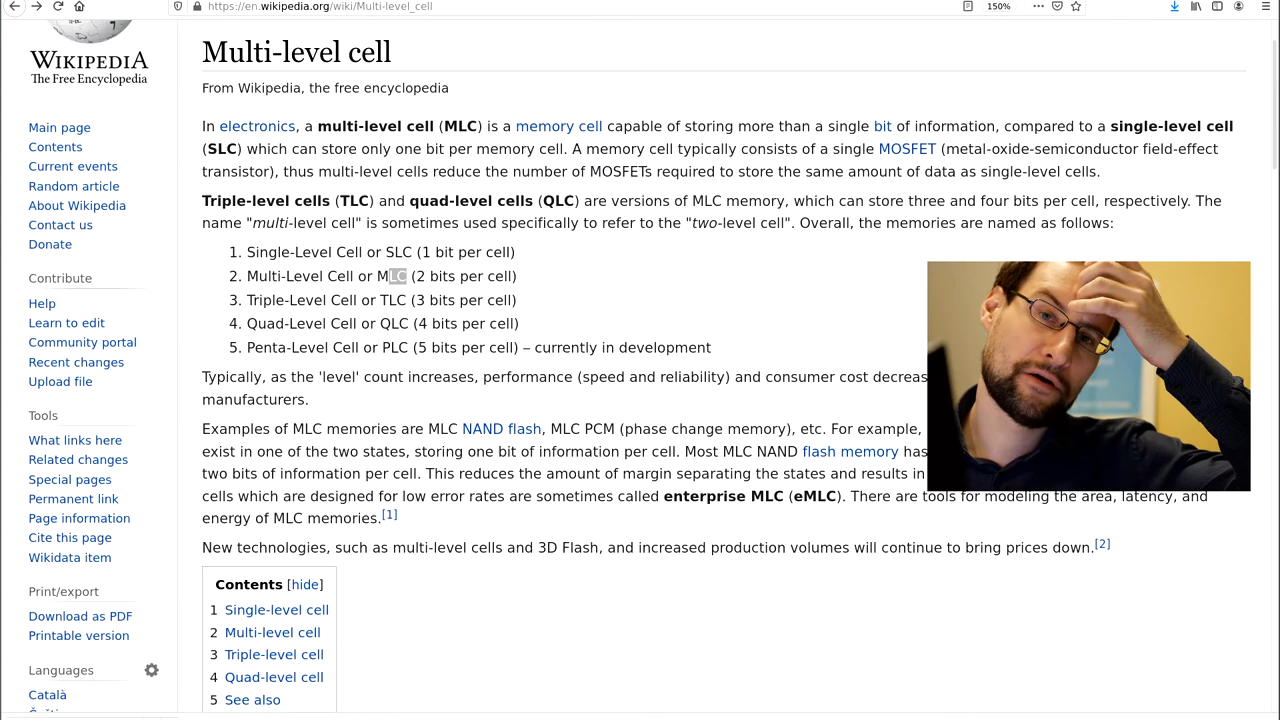 https://en.wikipedia.org/wiki/Multi-level_cell
150%
WIKIPEDIA
The Free Encyclopedia
Main page
Contents
Current events
Random article
About Wikipedia
Contact us
Donate
Contribute
Help
Learn to edit
Community portal
Recent changes
Upload file
Tools
What links here
Related changes
Special pages
Permanent link
Page information
Cite this page
Wikidata item
Print/export
Download as PDF
Printable version
Languages
Català
Multi-level cell
From Wikipedia, the free encyclopedia
In electronics, a multi-level cell (MLC) is a memory cell capable of storing more than a single bit of information, compared to a single-level cell
(SLC) which can store only one bit per memory cell. A memory cell typically consists of a single MOSFET (metal-oxide-semiconductor field-effect
transistor), thus multi-level cells reduce the number of MOSFETs required to store the same amount of data as single-level cells.
Triple-level cells (TLC) and quad-level cells (QLC) are versions of MLC memory, which can store three and four bits per cell, respectively. The
name "multi-level cell" is sometimes used specifically to refer to the "two-level cell". Overall, the memories are named as follows:
1. Single-Level Cell or SLC (1 bit per cell)
2. Multi-Level Cell or MLC (2 bits per cell)
3. Triple-Level Cell or TLC (3 bits per cell)
4. Quad-Level Cell or QLC (4 bits per cell)
5. Penta-Level Cell or PLC (5 bits per cell) – currently in development
Typically, as the 'level' count increases, performance (speed and reliability) and consumer cost decreas
manufacturers.
Examples of MLC memories are MLC NAND flash, MLC PCM (phase change memory), etc. For example,
exist in one of the two states, storing one bit of information per cell. Most MLC NAND flash memory has
two bits of information per cell. This reduces the amount of margin separating the states and results in
cells which are designed for low error rates are sometimes called enterprise MLC (eMLC). There are tools for modeling the area, latency, and
energy of MLC memories.[1]
New technologies, such as multi-level cells and 3D Flash, and increased production volumes will continue to bring prices down.[2]
Contents [hide]
1 Single-level cell
2 Multi-level cell
3 Triple-level cell
4 Quad-level cell
5 See also